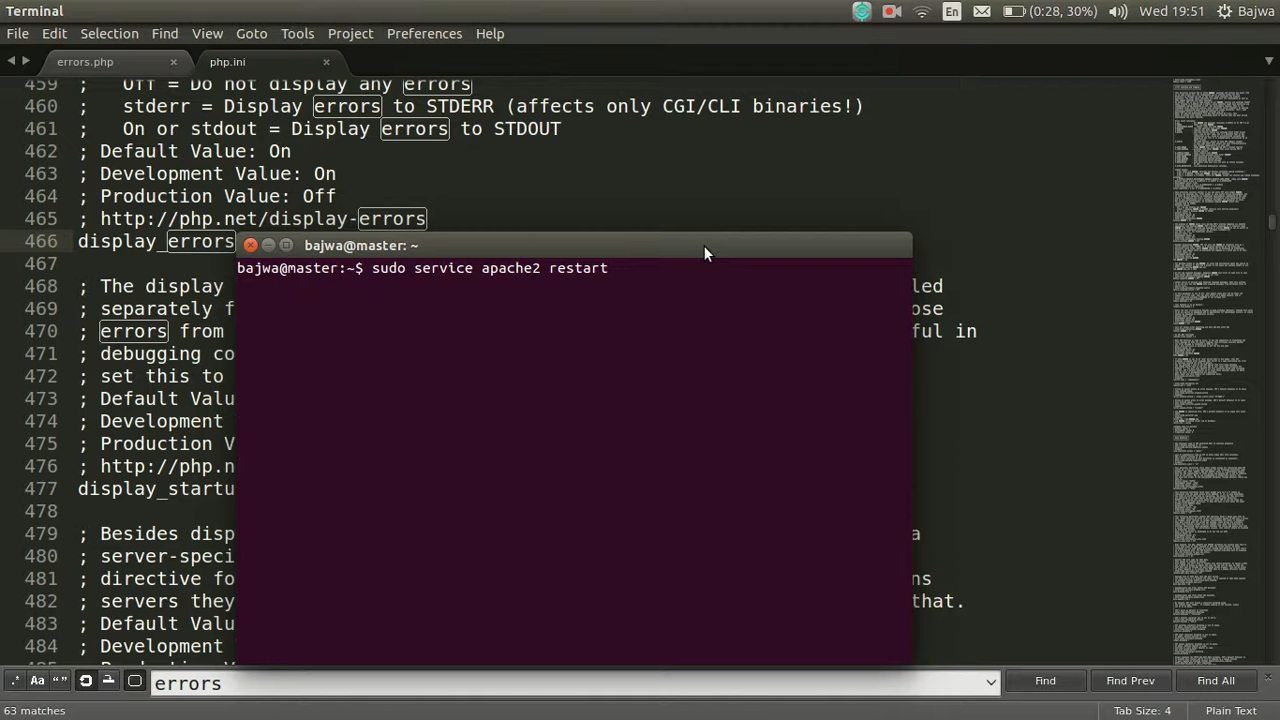 Terminal
En
(0:28, 30%)
Wed 19:51
Bajwa
File Edit Selection Find View Goto Tools Project Preferences Help
errors.php
php.ini
459 ;   Off = Do not display any errors
460 ;   stderr = Display errors to STDERR (affects only CGI/CLI binaries!)
461 ;   On or stdout = Display errors to STDOUT
462 ; Default Value: On
463 ; Development Value: On
464 ; Production Value: Off
465 ; http://php.net/display-errors
466 display_errors
467
468 ; The display led
469 ; separately f ose
470 ; errors from ful in
471 ; debugging co
472 ; set this to
473 ; Default Valu
474 ; Development
475 ; Production V
476 ; http://php.n
477 display_startu
478
479 ; Besides disp a
480 ; server-speci
481 ; directive fo ns
482 ; servers they that.
483 ; Default Valu
484 ; Development
bajwa@master: ~
bajwa@master:~$ sudo service apache2 restart
.* Aa “”
errors
Find
Find Prev
Find All
63 matches
Tab Size: 4
Plain Text